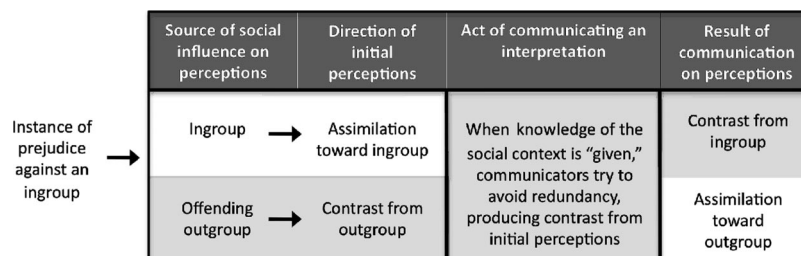 Source of social
influence on
perceptions
Direction of
initial
perceptions
Act of communicating an
interpretation
Result of
communication
on perceptions
Instance of
prejudice
against an
ingroup
Ingroup
Assimilation
toward ingroup
Offending
outgroup
Contrast from
outgroup
When knowledge of the
social context is “given,”
communicators try to
avoid redundancy,
producing contrast from
initial perceptions
Contrast from
ingroup
Assimilation
toward
outgroup